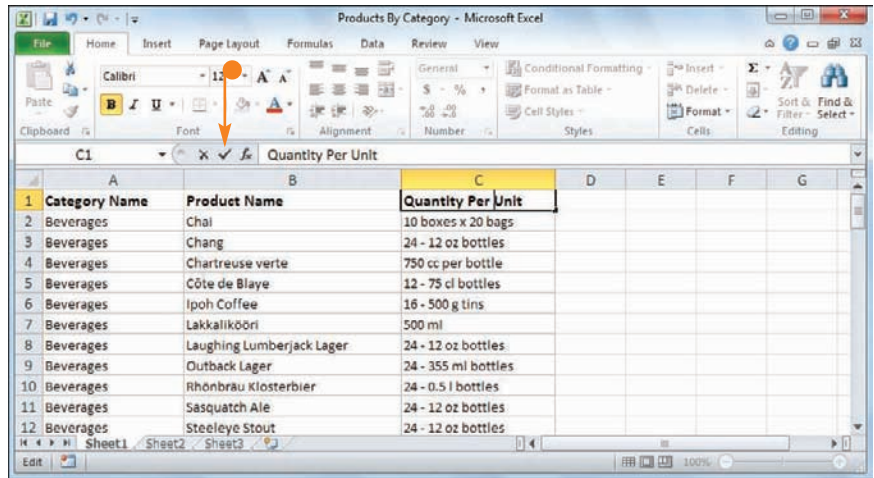 Products By Category - Microsoft Excel
File Home Insert Page Layout Formulas Data Review View
Calibri 12 A A General Conditional Formatting Insert Σ
Paste B I U A $ % , Format as Table Delete Sort & Find &
Cell Styles Format Filter Select
Clipboard Font Alignment Number Styles Cells Editing
C1 fx Quantity Per Unit
A B C D E F G
1 Category Name Product Name Quantity Per Unit
2 Beverages Chai 10 boxes x 20 bags
3 Beverages Chang 24 - 12 oz bottles
4 Beverages Chartreuse verte 750 cc per bottle
5 Beverages Côte de Blaye 12 - 75 cl bottles
6 Beverages Ipoh Coffee 16 - 500 g tins
7 Beverages Lakkalikööri 500 ml
8 Beverages Laughing Lumberjack Lager 24 - 12 oz bottles
9 Beverages Outback Lager 24 - 355 ml bottles
10 Beverages Rhönbräu Klosterbier 24 - 0.5 l bottles
11 Beverages Sasquatch Ale 24 - 12 oz bottles
12 Beverages Steeleye Stout 24 - 12 oz bottles
Sheet1 Sheet2 Sheet3
Edit 100%